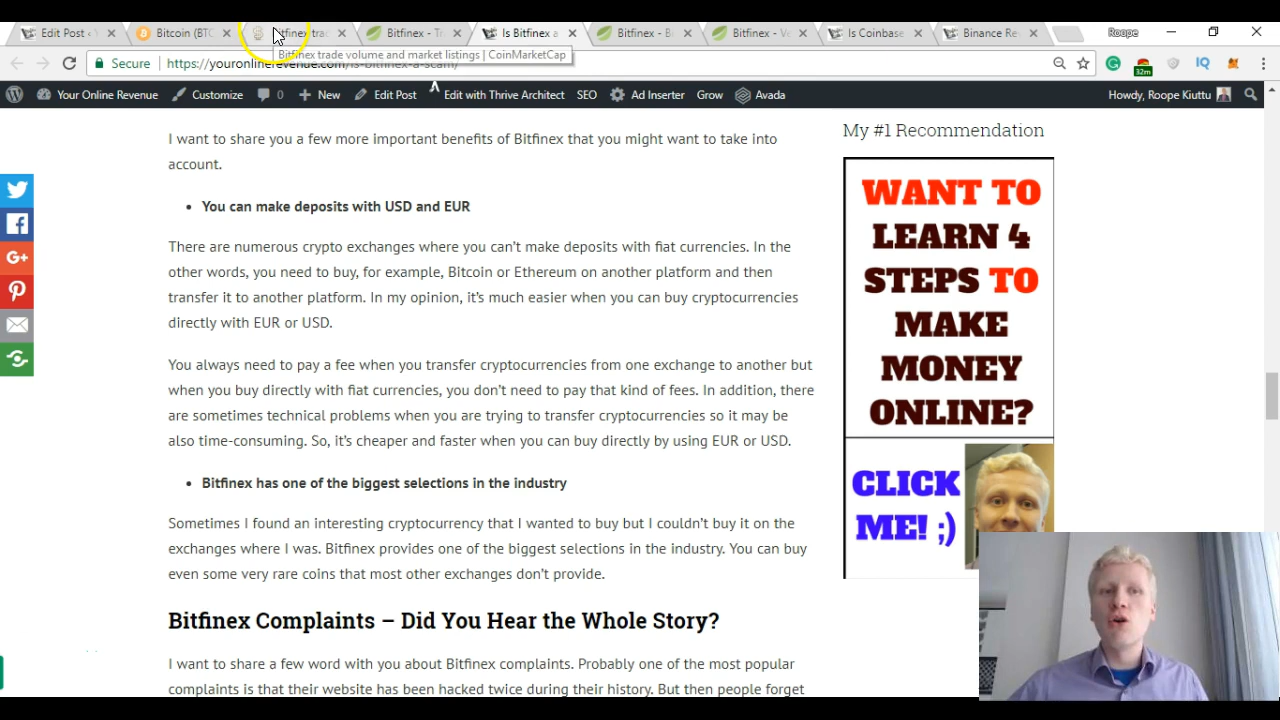 Edit Post ‹
Bitcoin (BTC
tfinex trad
Bitfinex - Tr
Is Bitfinex a
Bitfinex - B
Bitfinex - Ve
Is Coinbase
Binance Re
Roope
Bitfinex trade volume and market listings | CoinMarketCap
Secure
https://youronlinerevenue.com/is-bitfinex-a-scam/
32m
IQ
Your Online Revenue
Customize
0
New
Edit Post
Edit with Thrive Architect
SEO
Ad Inserter
Grow
Avada
Howdy, Roope Kiuttu
I want to share you a few more important benefits of Bitfinex that you might want to take into
account.
• You can make deposits with USD and EUR
There are numerous crypto exchanges where you can't make deposits with fiat currencies. In the
other words, you need to buy, for example, Bitcoin or Ethereum on another platform and then
transfer it to another platform. In my opinion, it's much easier when you can buy cryptocurrencies
directly with EUR or USD.
You always need to pay a fee when you transfer cryptocurrencies from one exchange to another but
when you buy directly with fiat currencies, you don't need to pay that kind of fees. In addition, there
are sometimes technical problems when you are trying to transfer cryptocurrencies so it may be
also time-consuming. So, it's cheaper and faster when you can buy directly by using EUR or USD.
• Bitfinex has one of the biggest selections in the industry
Sometimes I found an interesting cryptocurrency that I wanted to buy but I couldn't buy it on the
exchanges where I was. Bitfinex provides one of the biggest selections in the industry. You can buy
even some very rare coins that most other exchanges don't provide.
Bitfinex Complaints – Did You Hear the Whole Story?
I want to share a few word with you about Bitfinex complaints. Probably one of the most popular
complaints is that their website has been hacked twice during their history. But then people forget
My #1 Recommendation
WANT TO
LEARN 4
STEPS TO
MAKE
MONEY
ONLINE?
CLICK
ME! ;)